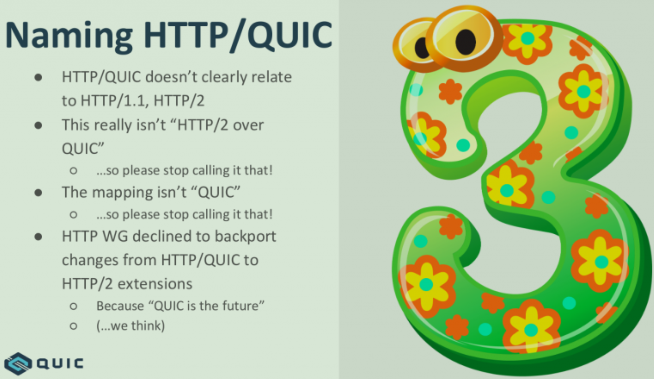 Naming HTTP/QUIC
● HTTP/QUIC doesn’t clearly relate
to HTTP/1.1, HTTP/2
● This really isn’t “HTTP/2 over
QUIC”
○ …so please stop calling it that!
● The mapping isn’t “QUIC”
○ …so please stop calling it that!
● HTTP WG declined to backport
changes from HTTP/QUIC to
HTTP/2 extensions
○ Because “QUIC is the future”
○ (…we think)
QUIC
3